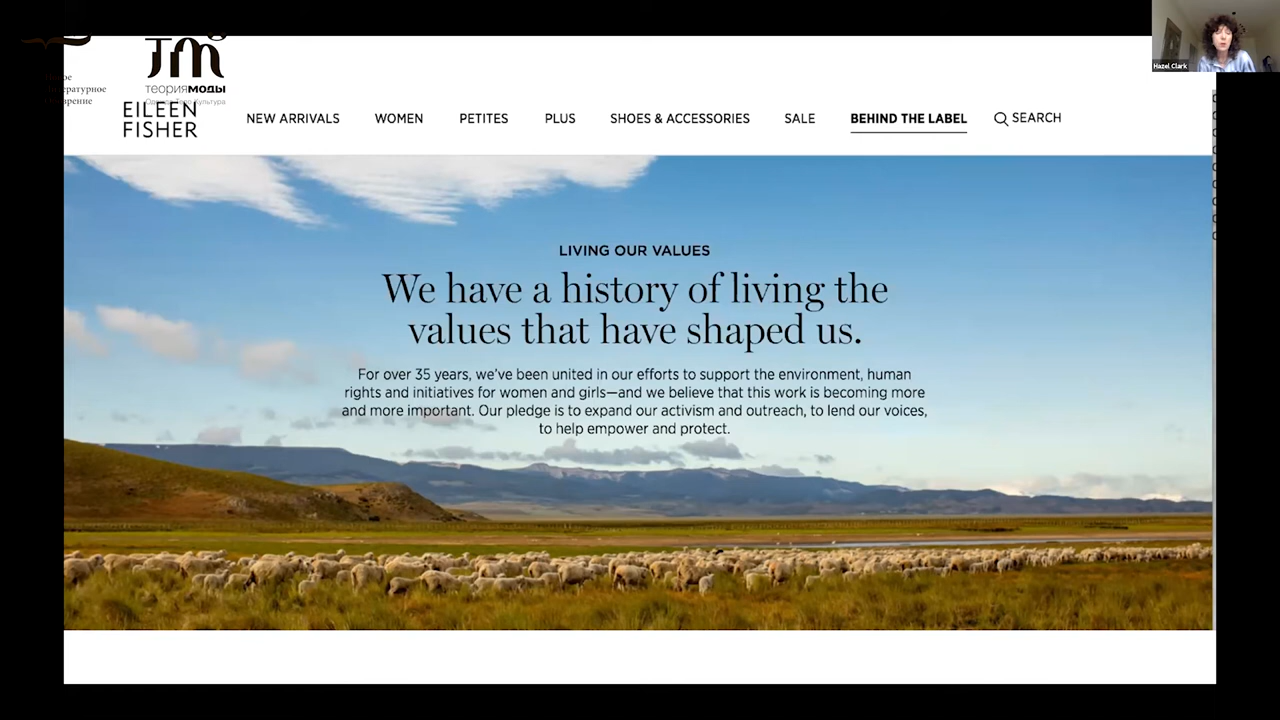 Hazel Clark
TM
теориямоды
EILEEN
FISHER
NEW ARRIVALS
WOMEN
PETITES
PLUS
SHOES & ACCESSORIES
SALE
BEHIND THE LABEL
SEARCH
LIVING OUR VALUES
We have a history of living the
values that have shaped us.
For over 35 years, we've been united in our efforts to support the environment, human
rights and initiatives for women and girls—and we believe that this work is becoming more
and more important. Our pledge is to expand our activism and outreach, to lend our voices,
to help empower and protect.